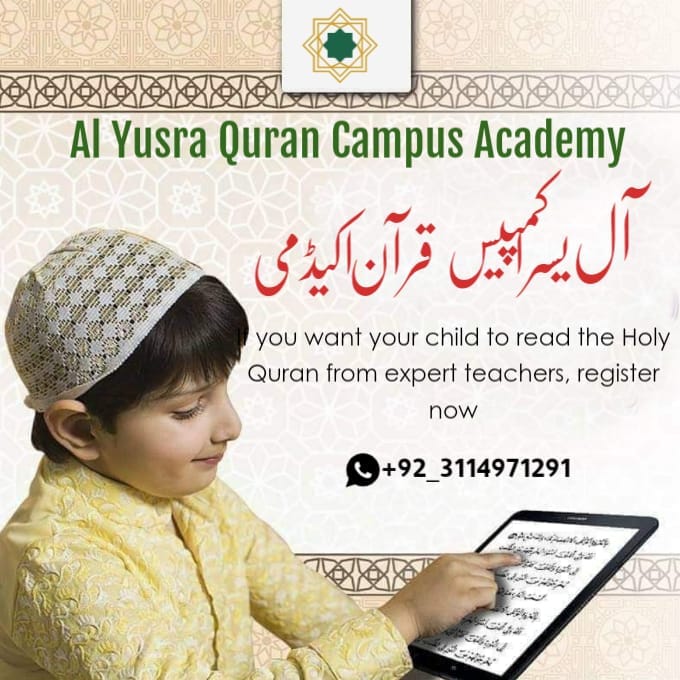 Al Yusra Quran Campus Academy
آل یسرا کمپیس قرآن اکیڈمی
If you want your child to read the Holy
Quran from expert teachers, register
now
+92_3114971291